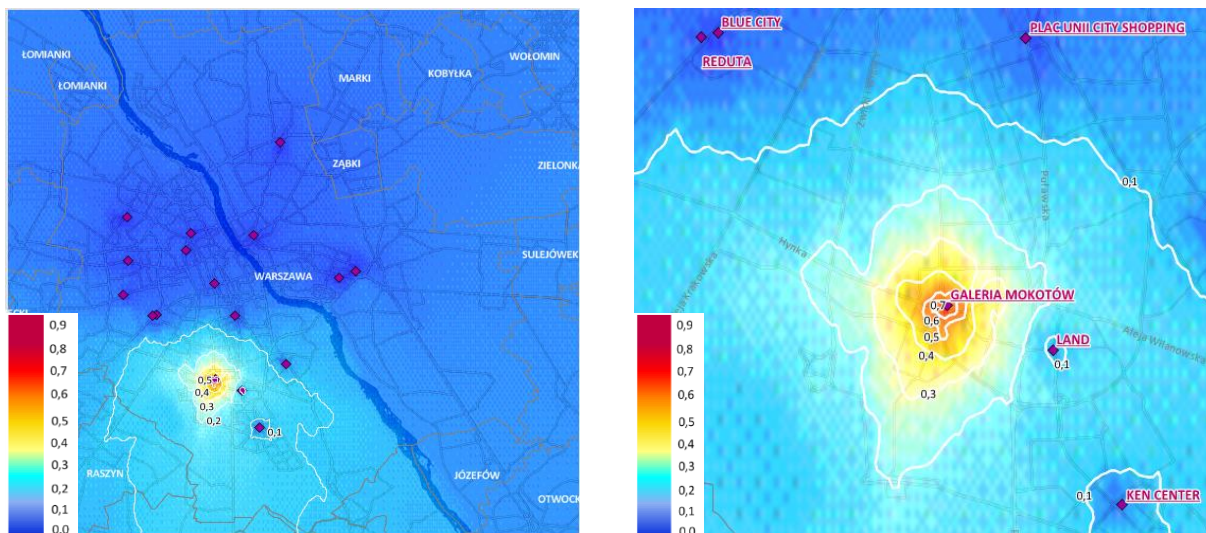 ŁOMIANKI
ŁOMIANKI
WOŁOMIN
MARKI
KOBYŁKA
ZĄBKI
ZIELONKA
SULEJÓWEK
WARSZAWA
0,9
0,8
0,7
0,6
0,5
0,4
0,3
0,2
0,1
0,0
0,5
0,4
0,3
0,2
0,1
RASZYN
JÓZEFÓW
OTWOCK
BLUE CITY
REDUTA
PLAC UNII CITY SHOPPING
0,1
Puławska
Hynka
GALERIA MOKOTÓW
0,7
0,6
0,5
0,4
0,3
LAND
0,1
Aleja Wilanowska
0,1
KEN CENTER
0,9
0,8
0,7
0,6
0,5
0,4
0,3
0,2
0,1
0,0